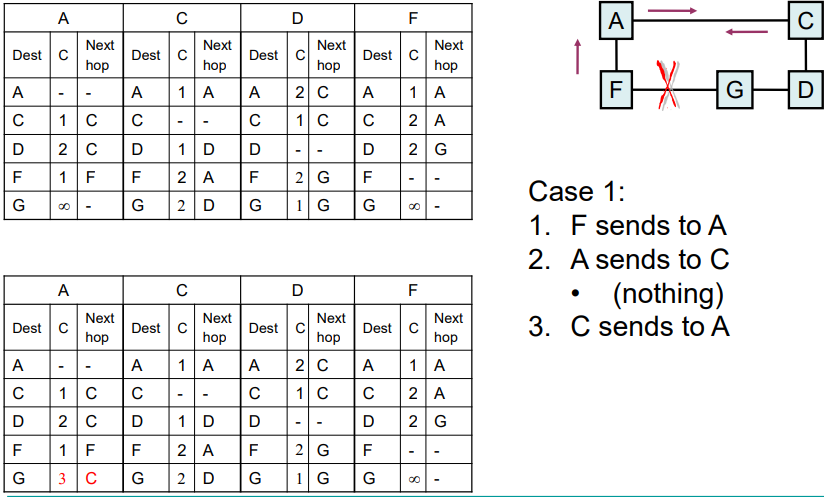 A C D F
Dest C Next hop Dest C Next hop Dest C Next hop Dest C Next hop
A - - A 1 A A 2 C A 1 A
C 1 C C - - C 1 C C 2 A
D 2 C D 1 D D - - D 2 G
F 1 F F 2 A F 2 G F - -
G ∞ - G 2 D G 1 G G ∞ -
A C
F G D
Case 1:
1. F sends to A
2. A sends to C
• (nothing)
3. C sends to A
A C D F
Dest C Next hop Dest C Next hop Dest C Next hop Dest C Next hop
A - - A 1 A A 2 C A 1 A
C 1 C C - - C 1 C C 2 A
D 2 C D 1 D D - - D 2 G
F 1 F F 2 A F 2 G F - -
G 3 C G 2 D G 1 G G ∞ -